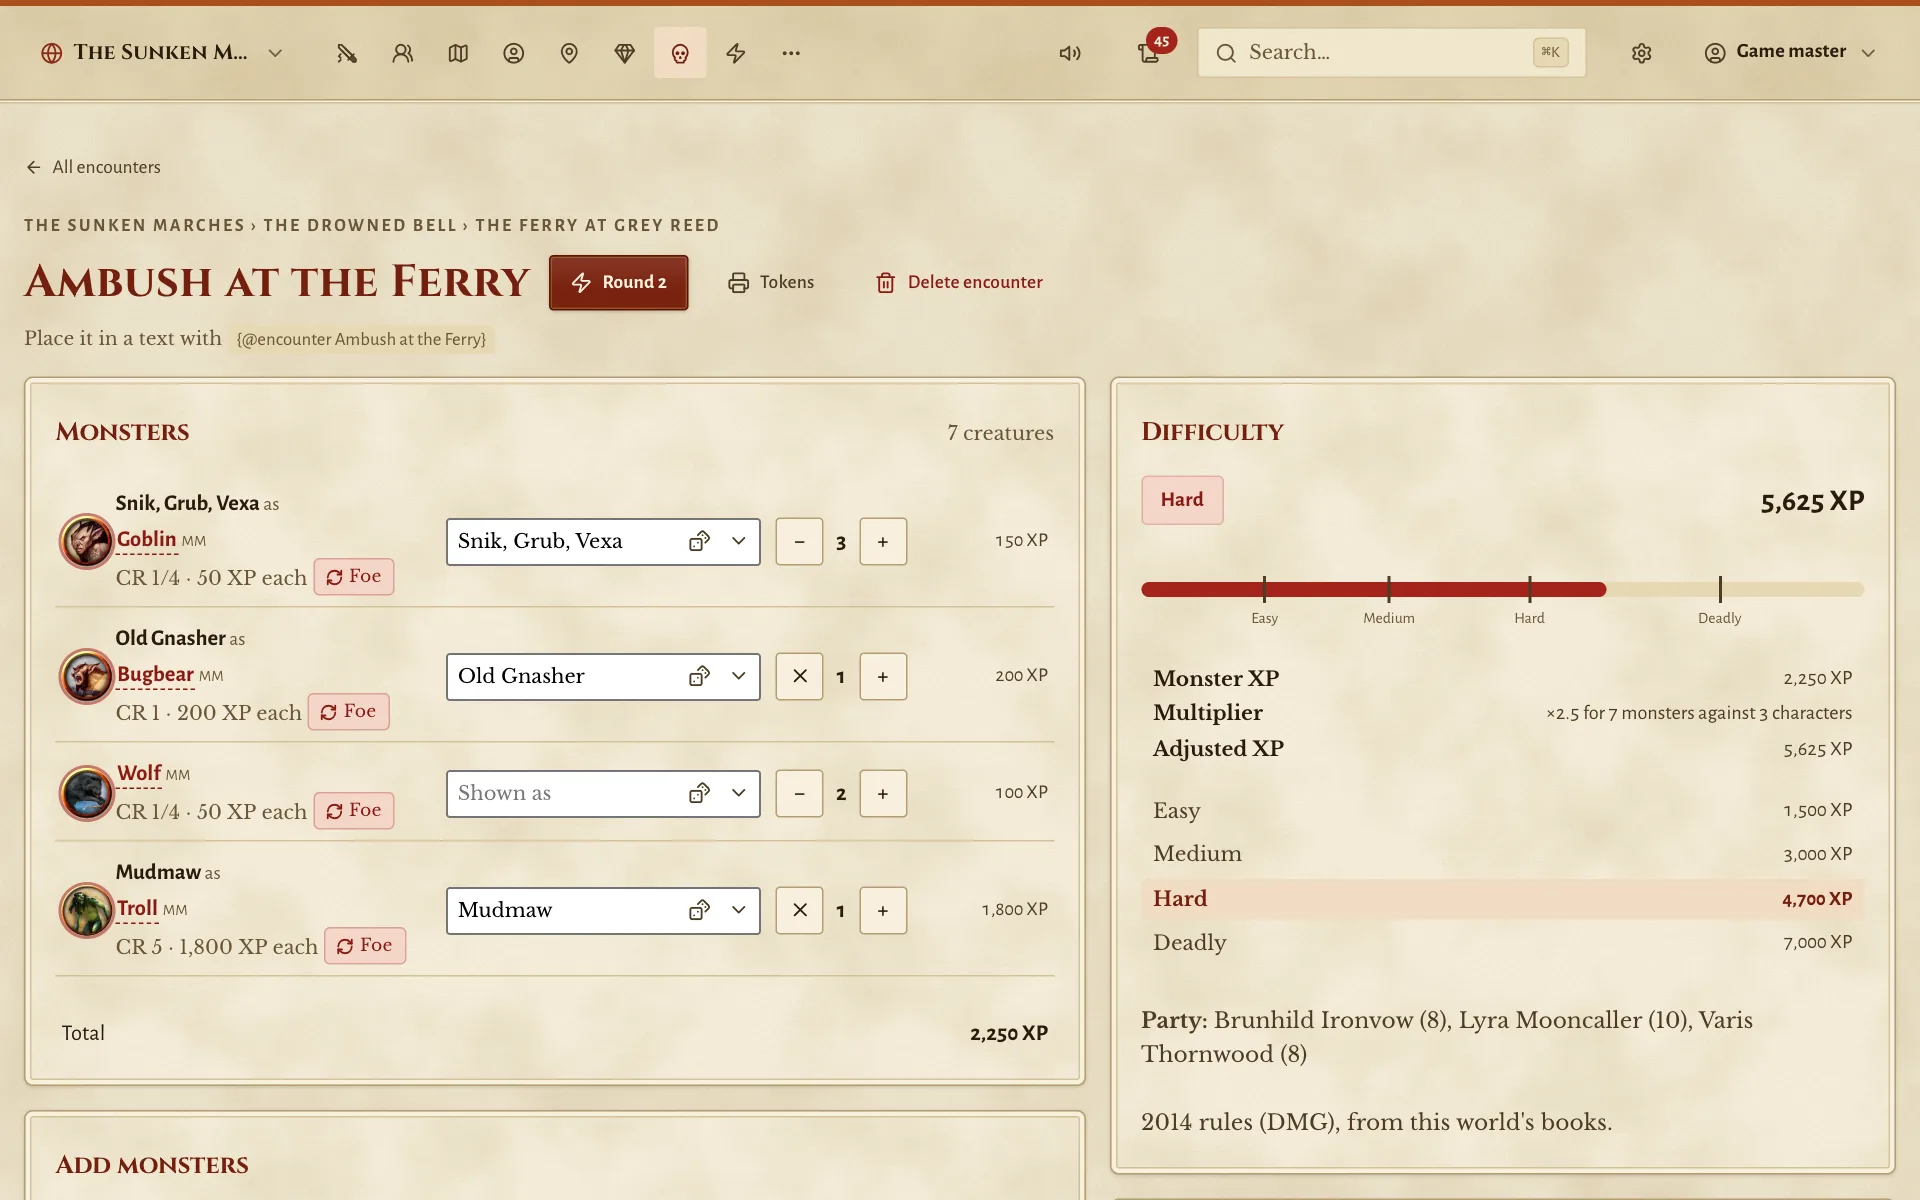 The Sunken M...
45
Search...
⌘K
Game master
All encounters
THE SUNKEN MARCHES › THE DROWNED BELL › THE FERRY AT GREY REED
Ambush at the Ferry
Round 2
Tokens
Delete encounter
Place it in a text with {@encounter Ambush at the Ferry}
Monsters
7 creatures
Snik, Grub, Vexa as
Goblin MM
CR 1/4 · 50 XP each
Foe
Snik, Grub, Vexa
− 3 +
150 XP
Old Gnasher as
Bugbear MM
CR 1 · 200 XP each
Foe
Old Gnasher
1 +
200 XP
Wolf MM
CR 1/4 · 50 XP each
Foe
Shown as
− 2 +
100 XP
Mudmaw as
Troll MM
CR 5 · 1,800 XP each
Foe
Mudmaw
1 +
1,800 XP
Total
2,250 XP
Add monsters
Difficulty
Hard
5,625 XP
Easy
Medium
Hard
Deadly
Monster XP 2,250 XP
Multiplier ×2.5 for 7 monsters against 3 characters
Adjusted XP 5,625 XP
Easy 1,500 XP
Medium 3,000 XP
Hard 4,700 XP
Deadly 7,000 XP
Party: Brunhild Ironvow (8), Lyra Mooncaller (10), Varis
Thornwood (8)
2014 rules (DMG), from this world's books.